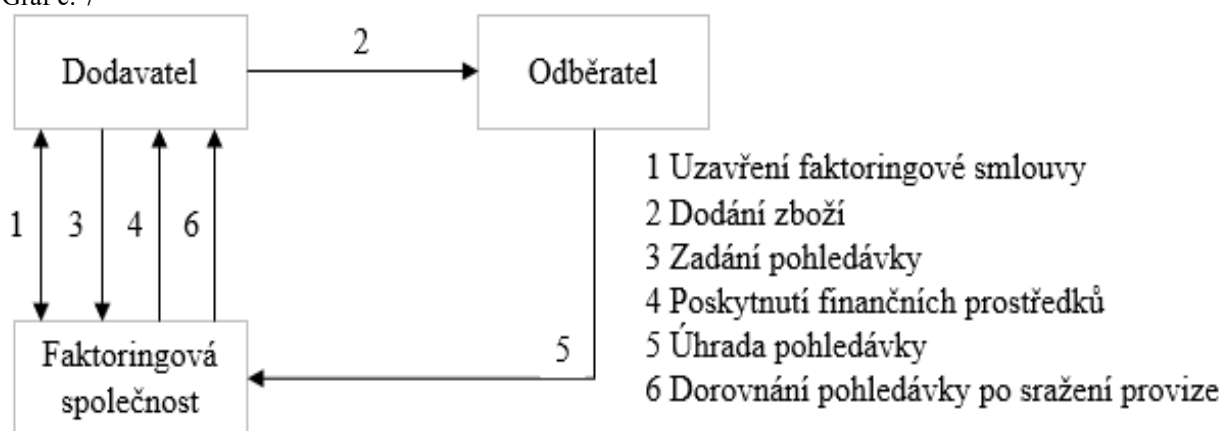 Graf č. 7
Dodavatel
2
Odběratel
1
3
4
6
5
Faktoringová
společnost
1 Uzavření faktoringové smlouvy
2 Dodání zboží
3 Zadání pohledávky
4 Poskytnutí finančních prostředků
5 Úhrada pohledávky
6 Dorovnání pohledávky po sražení provize